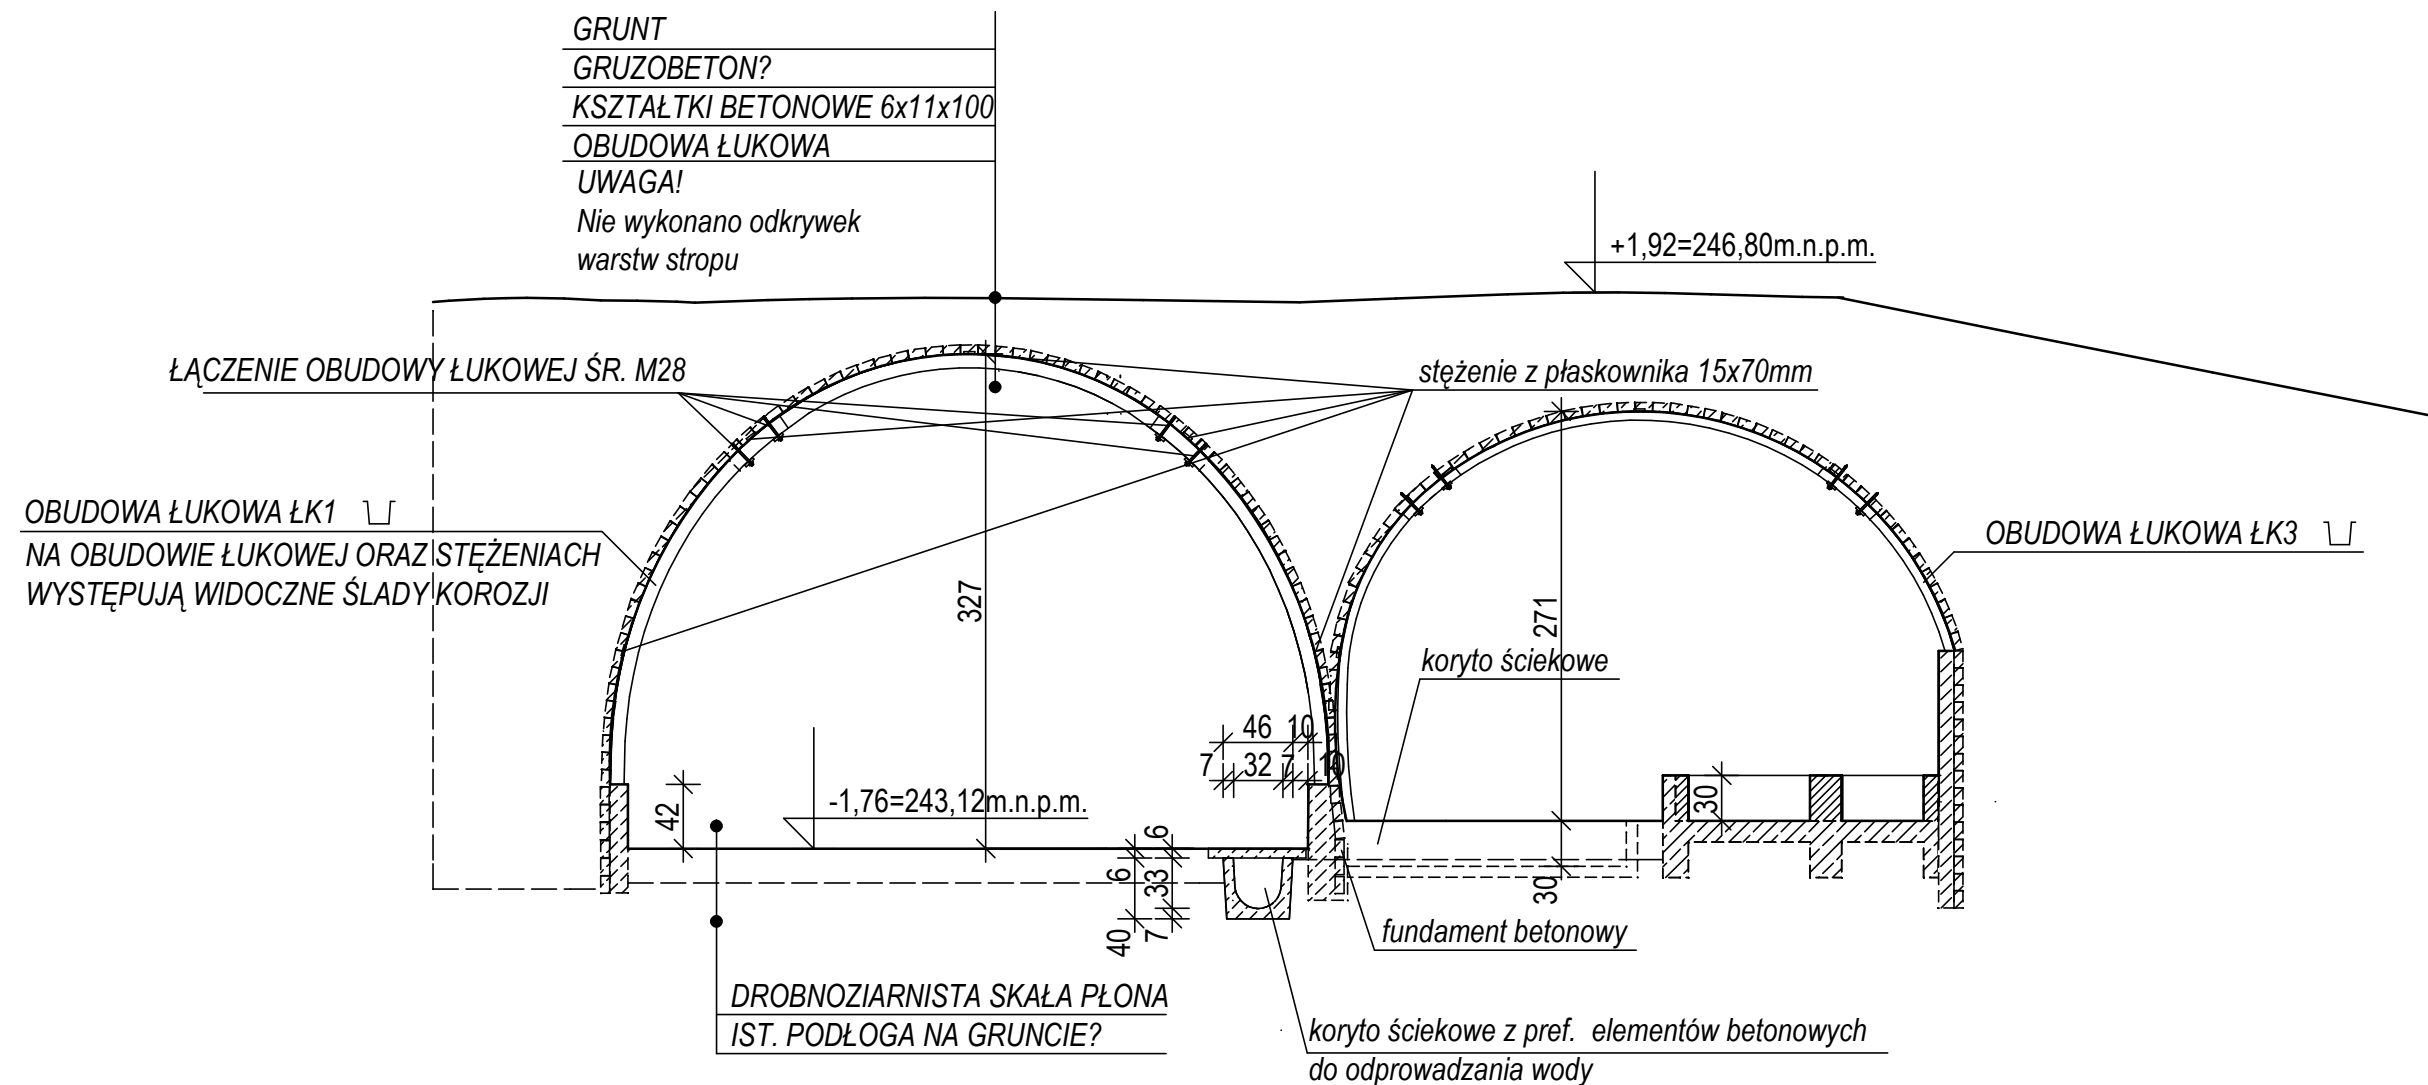 GRUNT
GRUZOBETON?
KSZTAŁTKI BETONOWE 6x11x100
OBUDOWA ŁUKOWA
UWAGA!
Nie wykonano odkrywek
warstw stropu
+1,92=246,80m.n.p.m.
ŁĄCZENIE OBUDOWY ŁUKOWEJ ŚR. M28
stężenie z płaskownika 15x70mm
OBUDOWA ŁUKOWA ŁK1
NA OBUDOWIE ŁUKOWEJ ORAZ STĘŻENIACH
WYSTĘPUJĄ WIDOCZNE ŚLADY KOROZJI
OBUDOWA ŁUKOWA ŁK3
327
271
koryto ściekowe
46 10
7 32 7 10
42
-1,76=243,12m.n.p.m.
30
6
6 33
40 7
30
fundament betonowy
DROBNOZIARNISTA SKAŁA PŁONA
IST. PODŁOGA NA GRUNCIE?
koryto ściekowe z pref. elementów betonowych
do odprowadzania wody